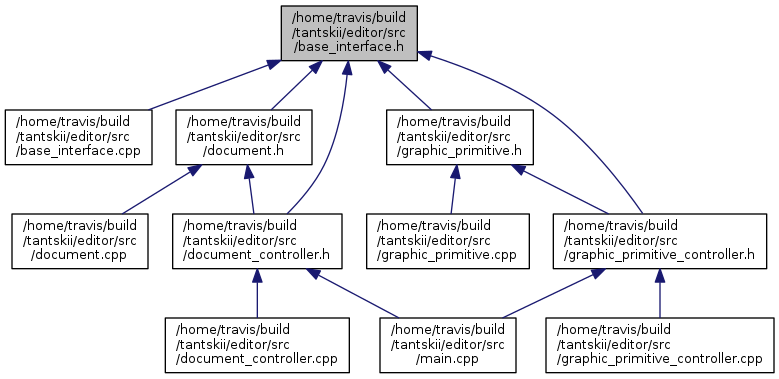 /home/travis/build
/tantskii/editor/src
/base_interface.h
/home/travis/build
/tantskii/editor/src
/base_interface.cpp
/home/travis/build
/tantskii/editor/src
/document.h
/home/travis/build
/tantskii/editor/src
/graphic_primitive.h
/home/travis/build
/tantskii/editor/src
/document.cpp
/home/travis/build
/tantskii/editor/src
/document_controller.h
/home/travis/build
/tantskii/editor/src
/graphic_primitive.cpp
/home/travis/build
/tantskii/editor/src
/graphic_primitive_controller.h
/home/travis/build
/tantskii/editor/src
/document_controller.cpp
/home/travis/build
/tantskii/editor/src
/main.cpp
/home/travis/build
/tantskii/editor/src
/graphic_primitive_controller.cpp